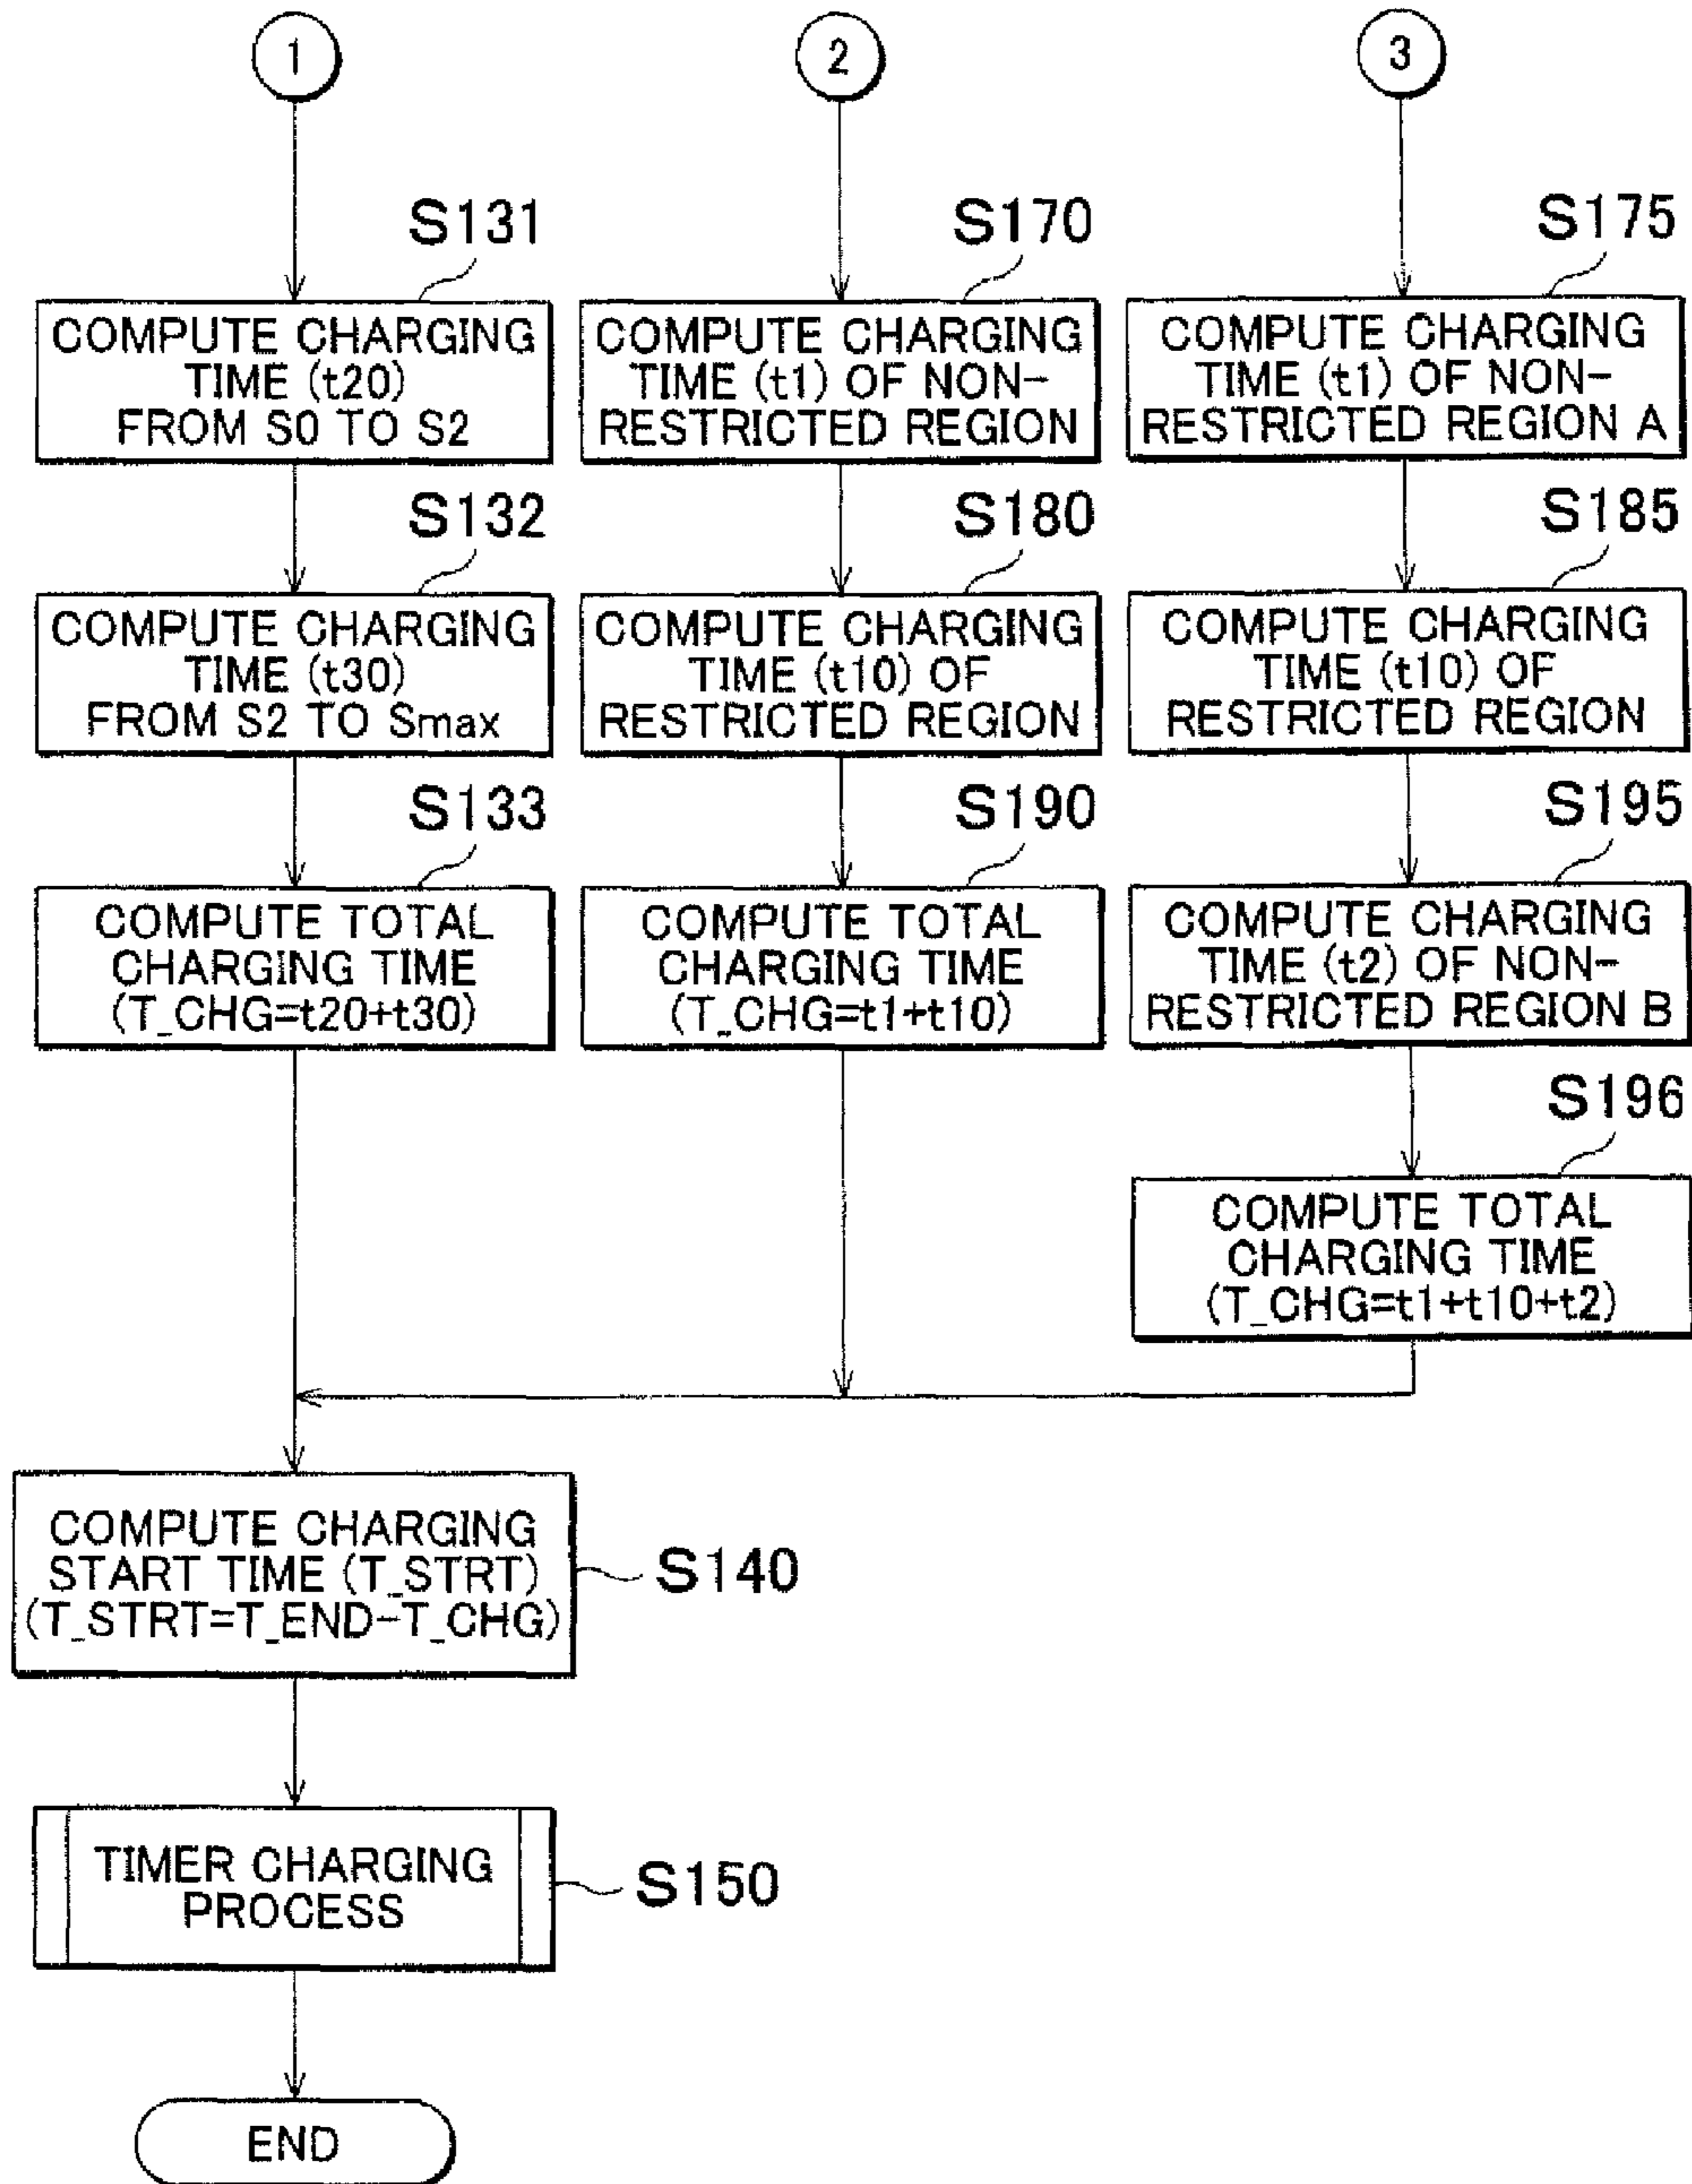 1
2
3
S131
COMPUTE CHARGING
TIME (t20)
FROM S0 TO S2
S132
COMPUTE CHARGING
TIME (t30)
FROM S2 TO Smax
S133
COMPUTE TOTAL
CHARGING TIME
(T_CHG=t20+t30)
S170
COMPUTE CHARGING
TIME (t1) OF NON-
RESTRICTED REGION
S180
COMPUTE CHARGING
TIME (t10) OF
RESTRICTED REGION
S190
COMPUTE TOTAL
CHARGING TIME
(T_CHG=t1+t10)
S175
COMPUTE CHARGING
TIME (t1) OF NON-
RESTRICTED REGION A
S185
COMPUTE CHARGING
TIME (t10) OF
RESTRICTED REGION
S195
COMPUTE CHARGING
TIME (t2) OF NON-
RESTRICTED REGION B
S196
COMPUTE TOTAL
CHARGING TIME
(T_CHG=t1+t10+t2)
COMPUTE CHARGING
START TIME (T_STRT)
(T_STRT=T_END-T_CHG)
S140
TIMER CHARGING
PROCESS
S150
END